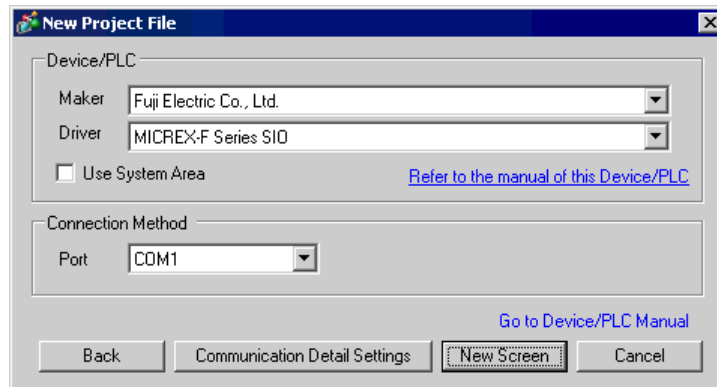 New Project File
Device/PLC
Maker Fuji Electric Co., Ltd.
Driver MICREX-F Series SIO
Use System Area Refer to the manual of this Device/PLC
Connection Method
Port COM1
Go to Device/PLC Manual
Back Communication Detail Settings New Screen Cancel